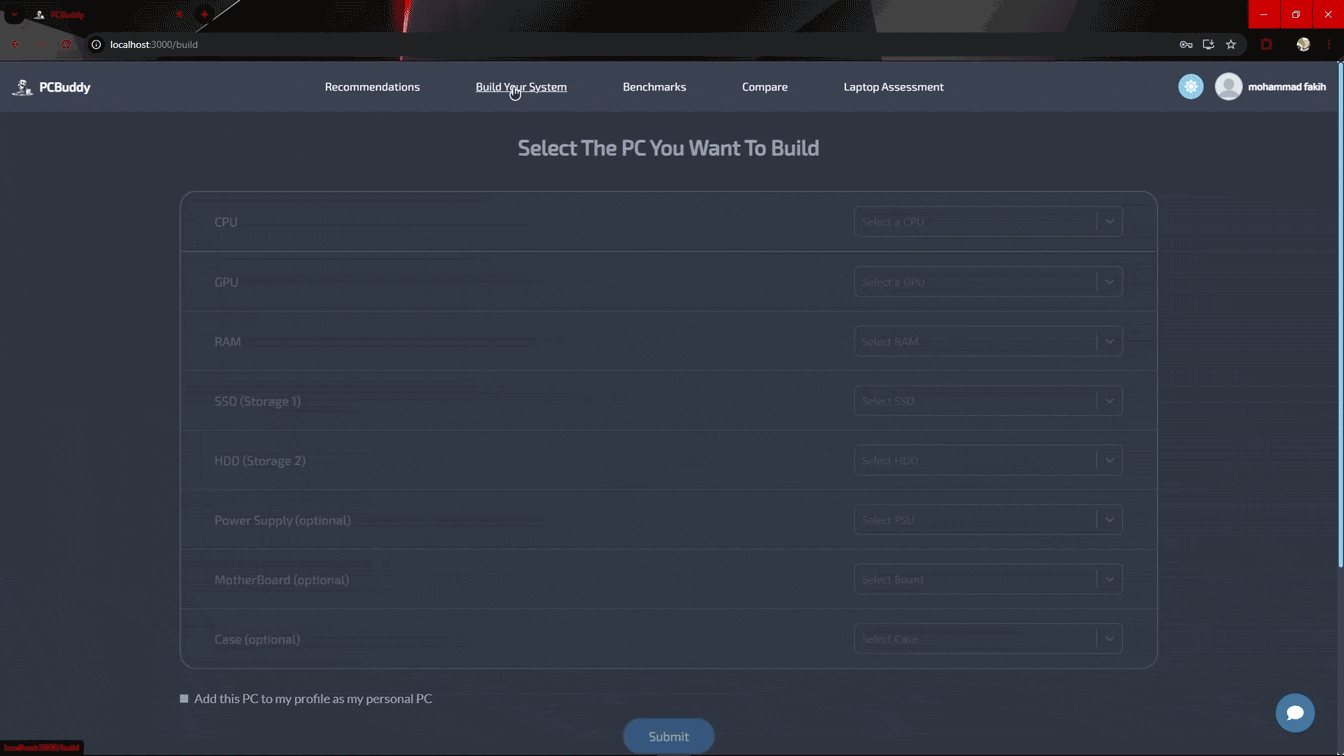 PCBuddy
localhost:3000/build
PCBuddy
Recommendations
Build Your System
Benchmarks
Compare
Laptop Assessment
mohammad fakih
Select The PC You Want To Build
CPU
Select a CPU
GPU
Select a GPU
RAM
Select RAM
SSD (Storage 1)
Select SSD
HDD (Storage 2)
Select HDD
Power Supply (optional)
Select PSU
MotherBoard (optional)
Select Board
Case (optional)
Select Case
Add this PC to my profile as my personal PC
Submit
localhost:3000/build